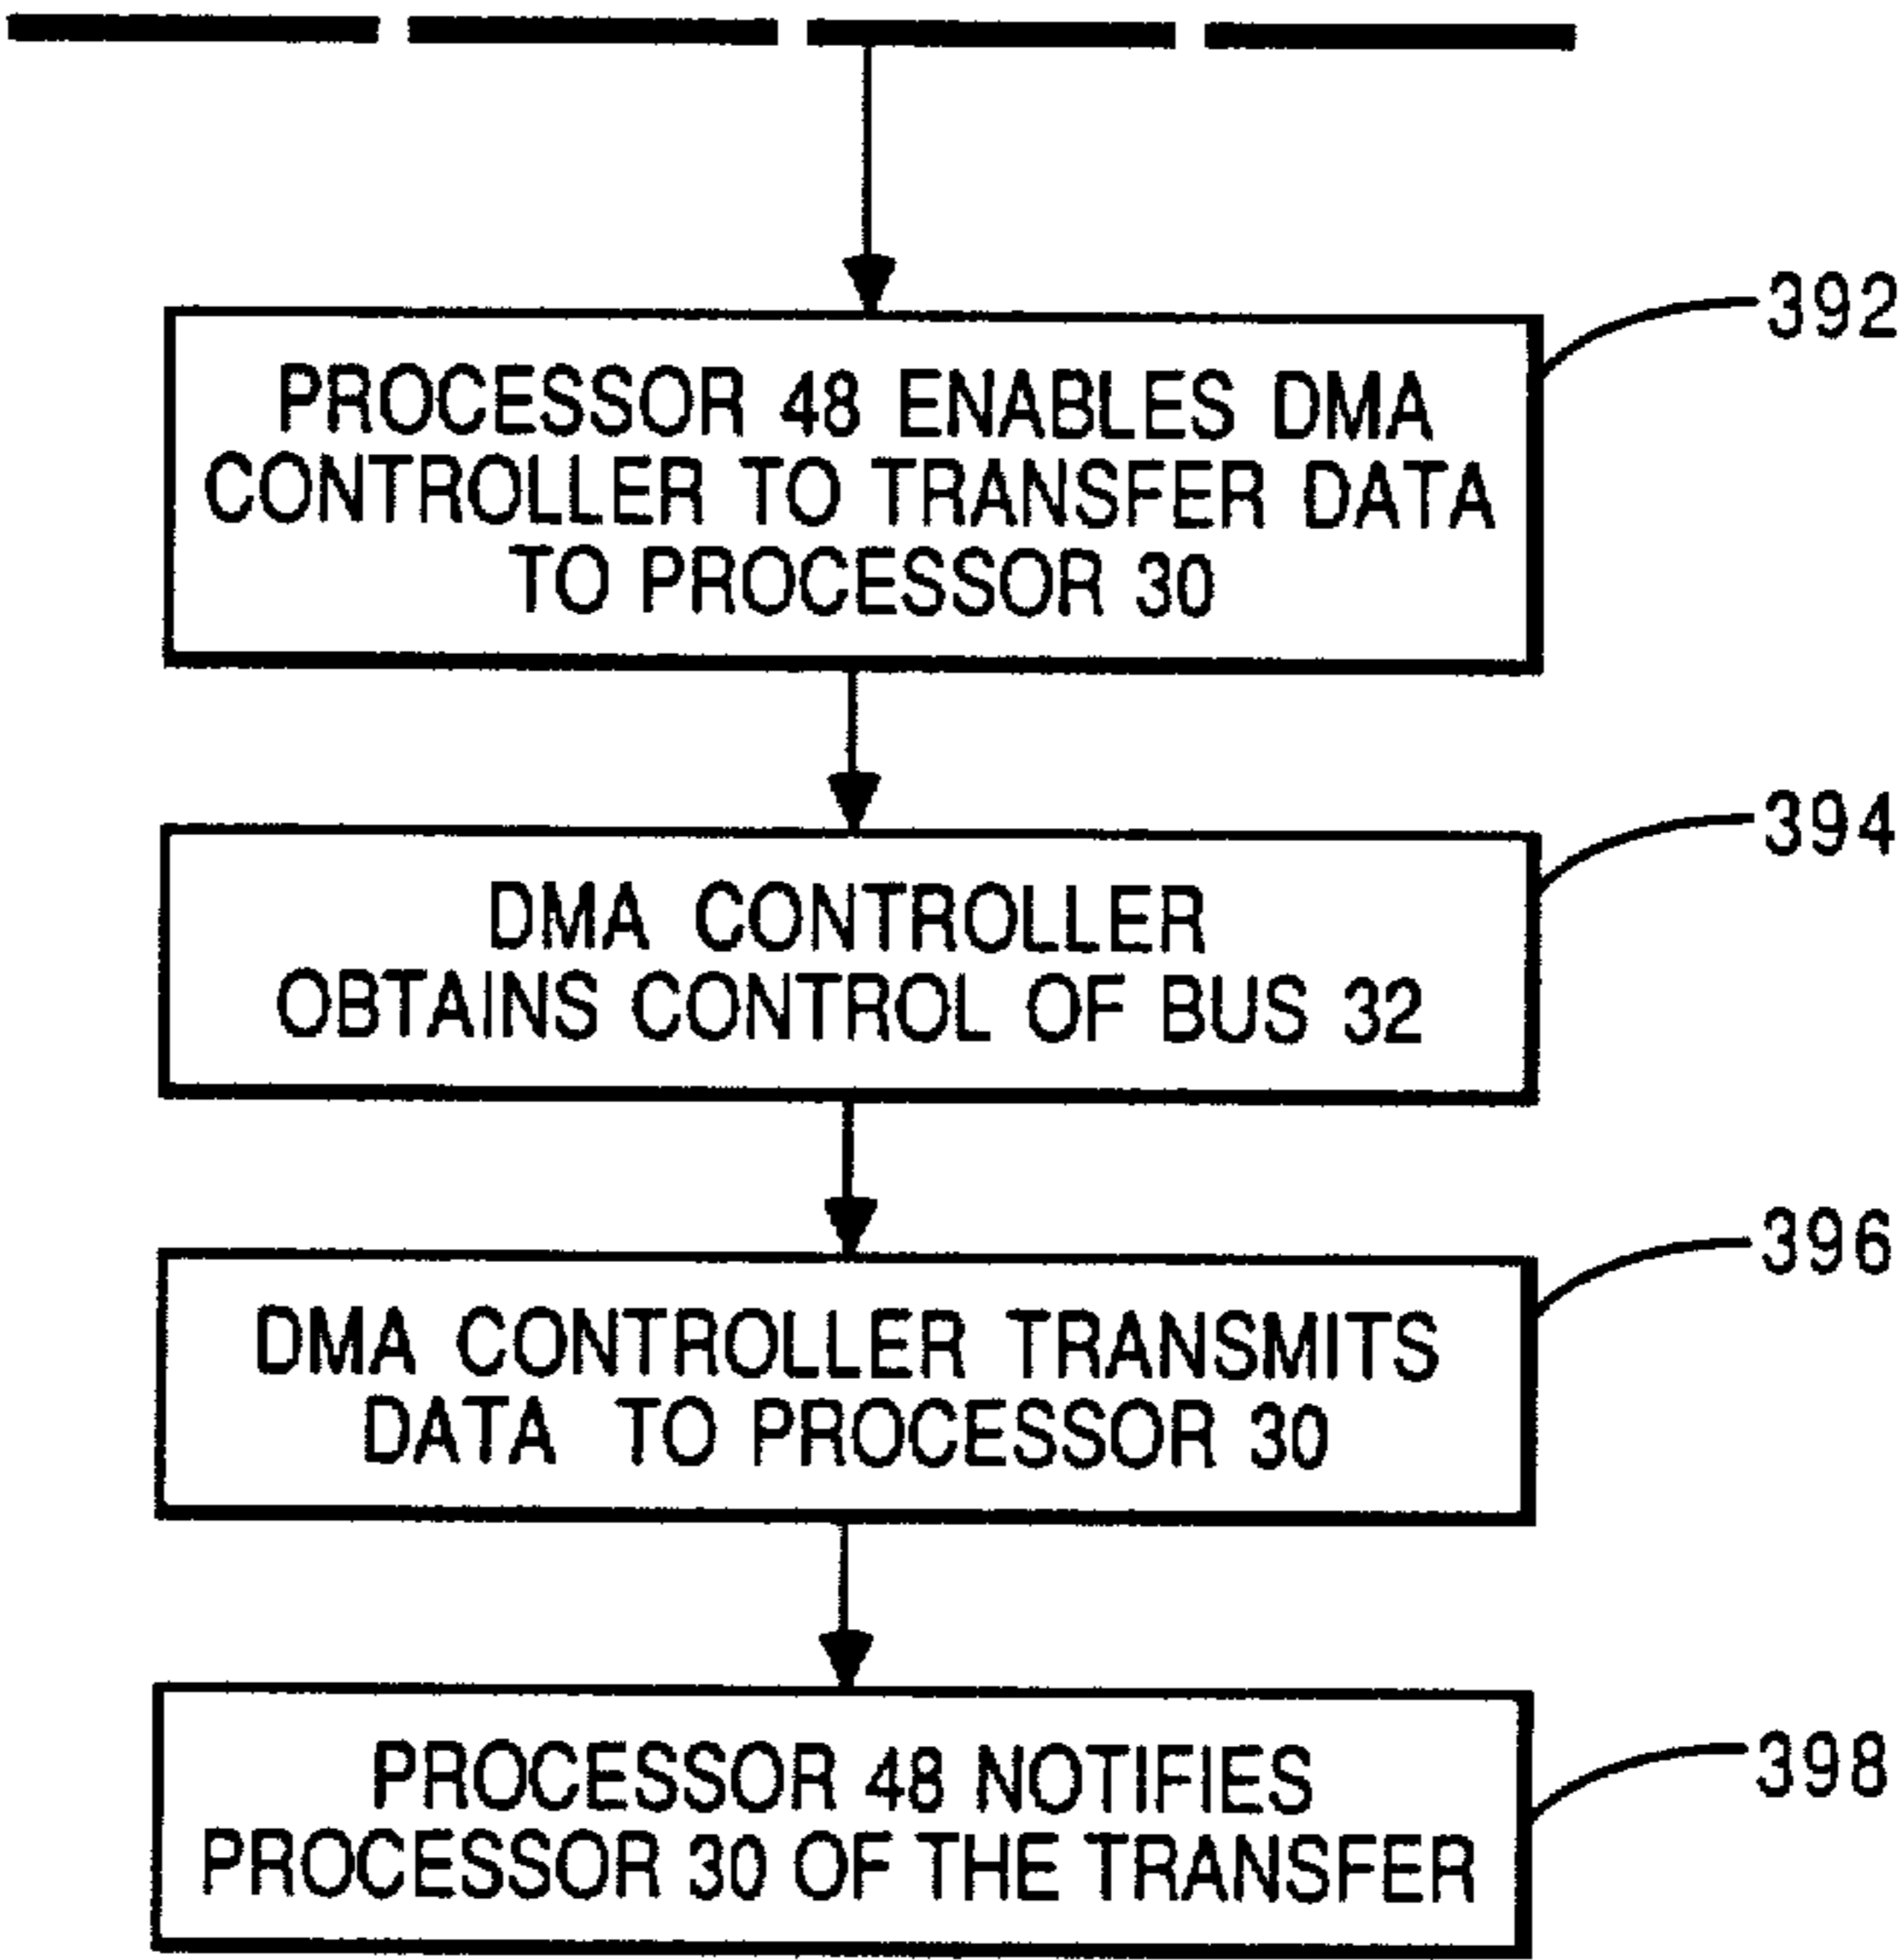 392
PROCESSOR 48 ENABLES DMA
CONTROLLER TO TRANSFER DATA
TO PROCESSOR 30
394
DMA CONTROLLER
OBTAINS CONTROL OF BUS 32
396
DMA CONTROLLER TRANSMITS
DATA TO PROCESSOR 30
398
PROCESSOR 48 NOTIFIES
PROCESSOR 30 OF THE TRANSFER